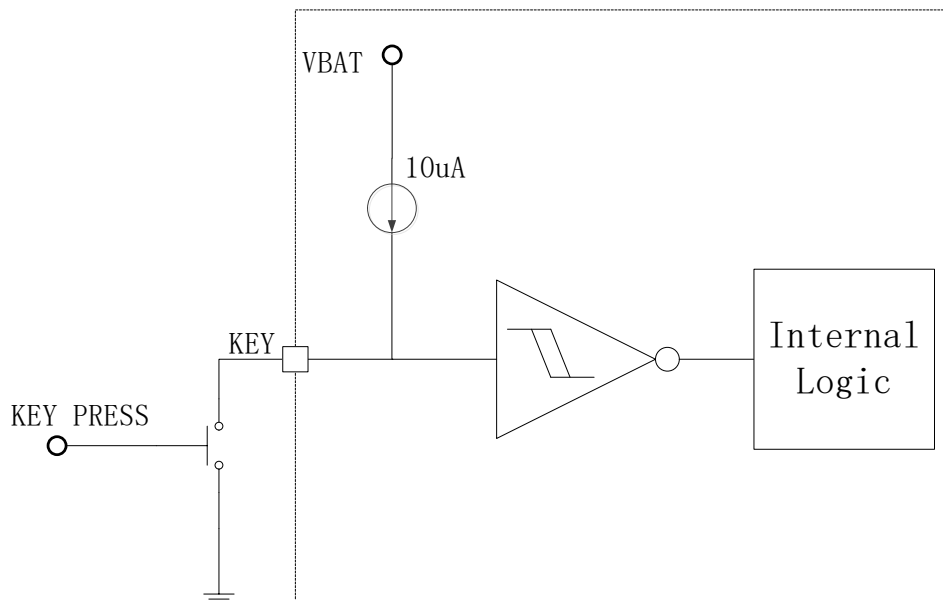 VBAT
10uA
KEY
KEY PRESS
Internal
Logic